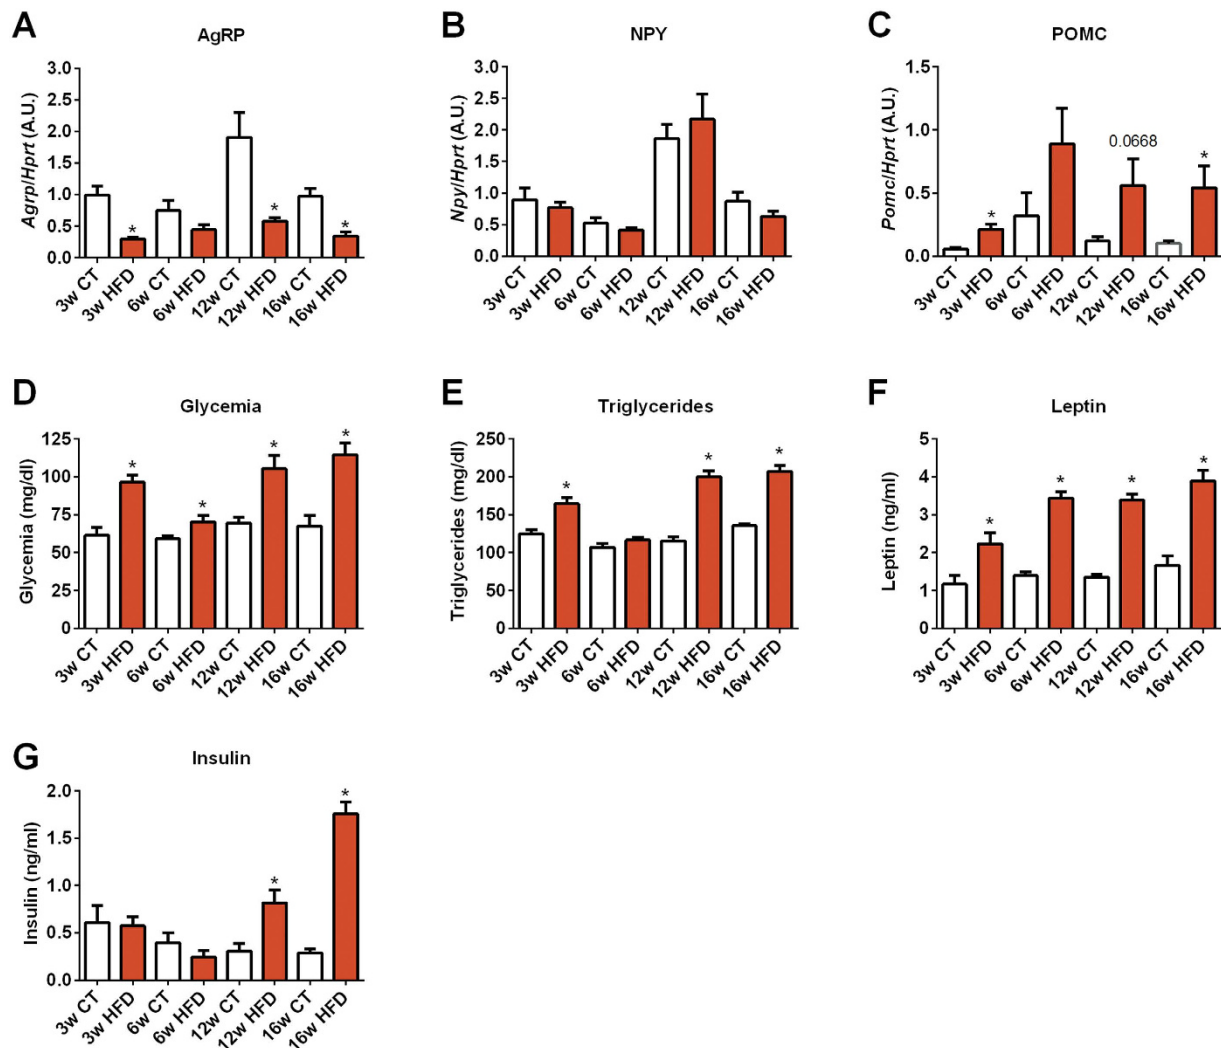 A
AgRP
Agrp/Hprt (A.U.)
3.0
2.5
2.0
1.5
1.0
0.5
0.0
*
*
*
3w CT
3w HFD
6w CT
6w HFD
12w CT
12w HFD
16w CT
16w HFD
B
NPY
Npy/Hprt (A.U.)
3.0
2.5
2.0
1.5
1.0
0.5
0.0
3w CT
3w HFD
6w CT
6w HFD
12w CT
12w HFD
16w CT
16w HFD
C
POMC
Pomc/Hprt (A.U.)
1.5
1.0
0.5
0.0
*
0.0668
*
3w CT
3w HFD
6w CT
6w HFD
12w CT
12w HFD
16w CT
16w HFD
D
Glycemia
Glycemia (mg/dl)
125
100
75
50
25
0
*
*
*
*
3w CT
3w HFD
6w CT
6w HFD
12w CT
12w HFD
16w CT
16w HFD
E
Triglycerides
Triglycerides (mg/dl)
250
200
150
100
50
0
*
*
*
3w CT
3w HFD
6w CT
6w HFD
12w CT
12w HFD
16w CT
16w HFD
F
Leptin
Leptin (ng/ml)
5
4
3
2
1
0
*
*
*
*
3w CT
3w HFD
6w CT
6w HFD
12w CT
12w HFD
16w CT
16w HFD
G
Insulin
Insulin (ng/ml)
2.0
1.5
1.0
0.5
0.0
*
*
3w CT
3w HFD
6w CT
6w HFD
12w CT
12w HFD
16w CT
16w HFD